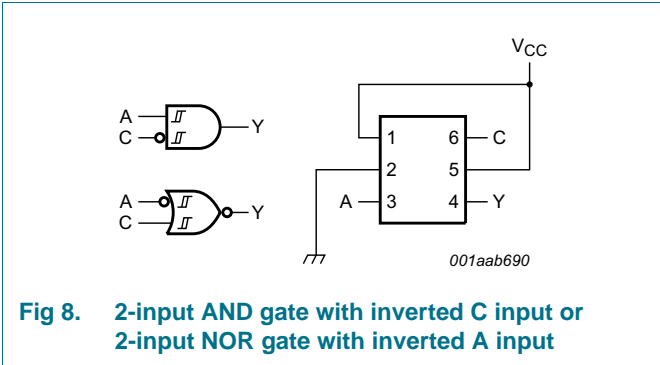 V_CC
A
C
Y
A
C
Y
1 6 C
2 5
A 3 4 Y
001aab690
Fig 8. 2-input AND gate with inverted C input or
2-input NOR gate with inverted A input